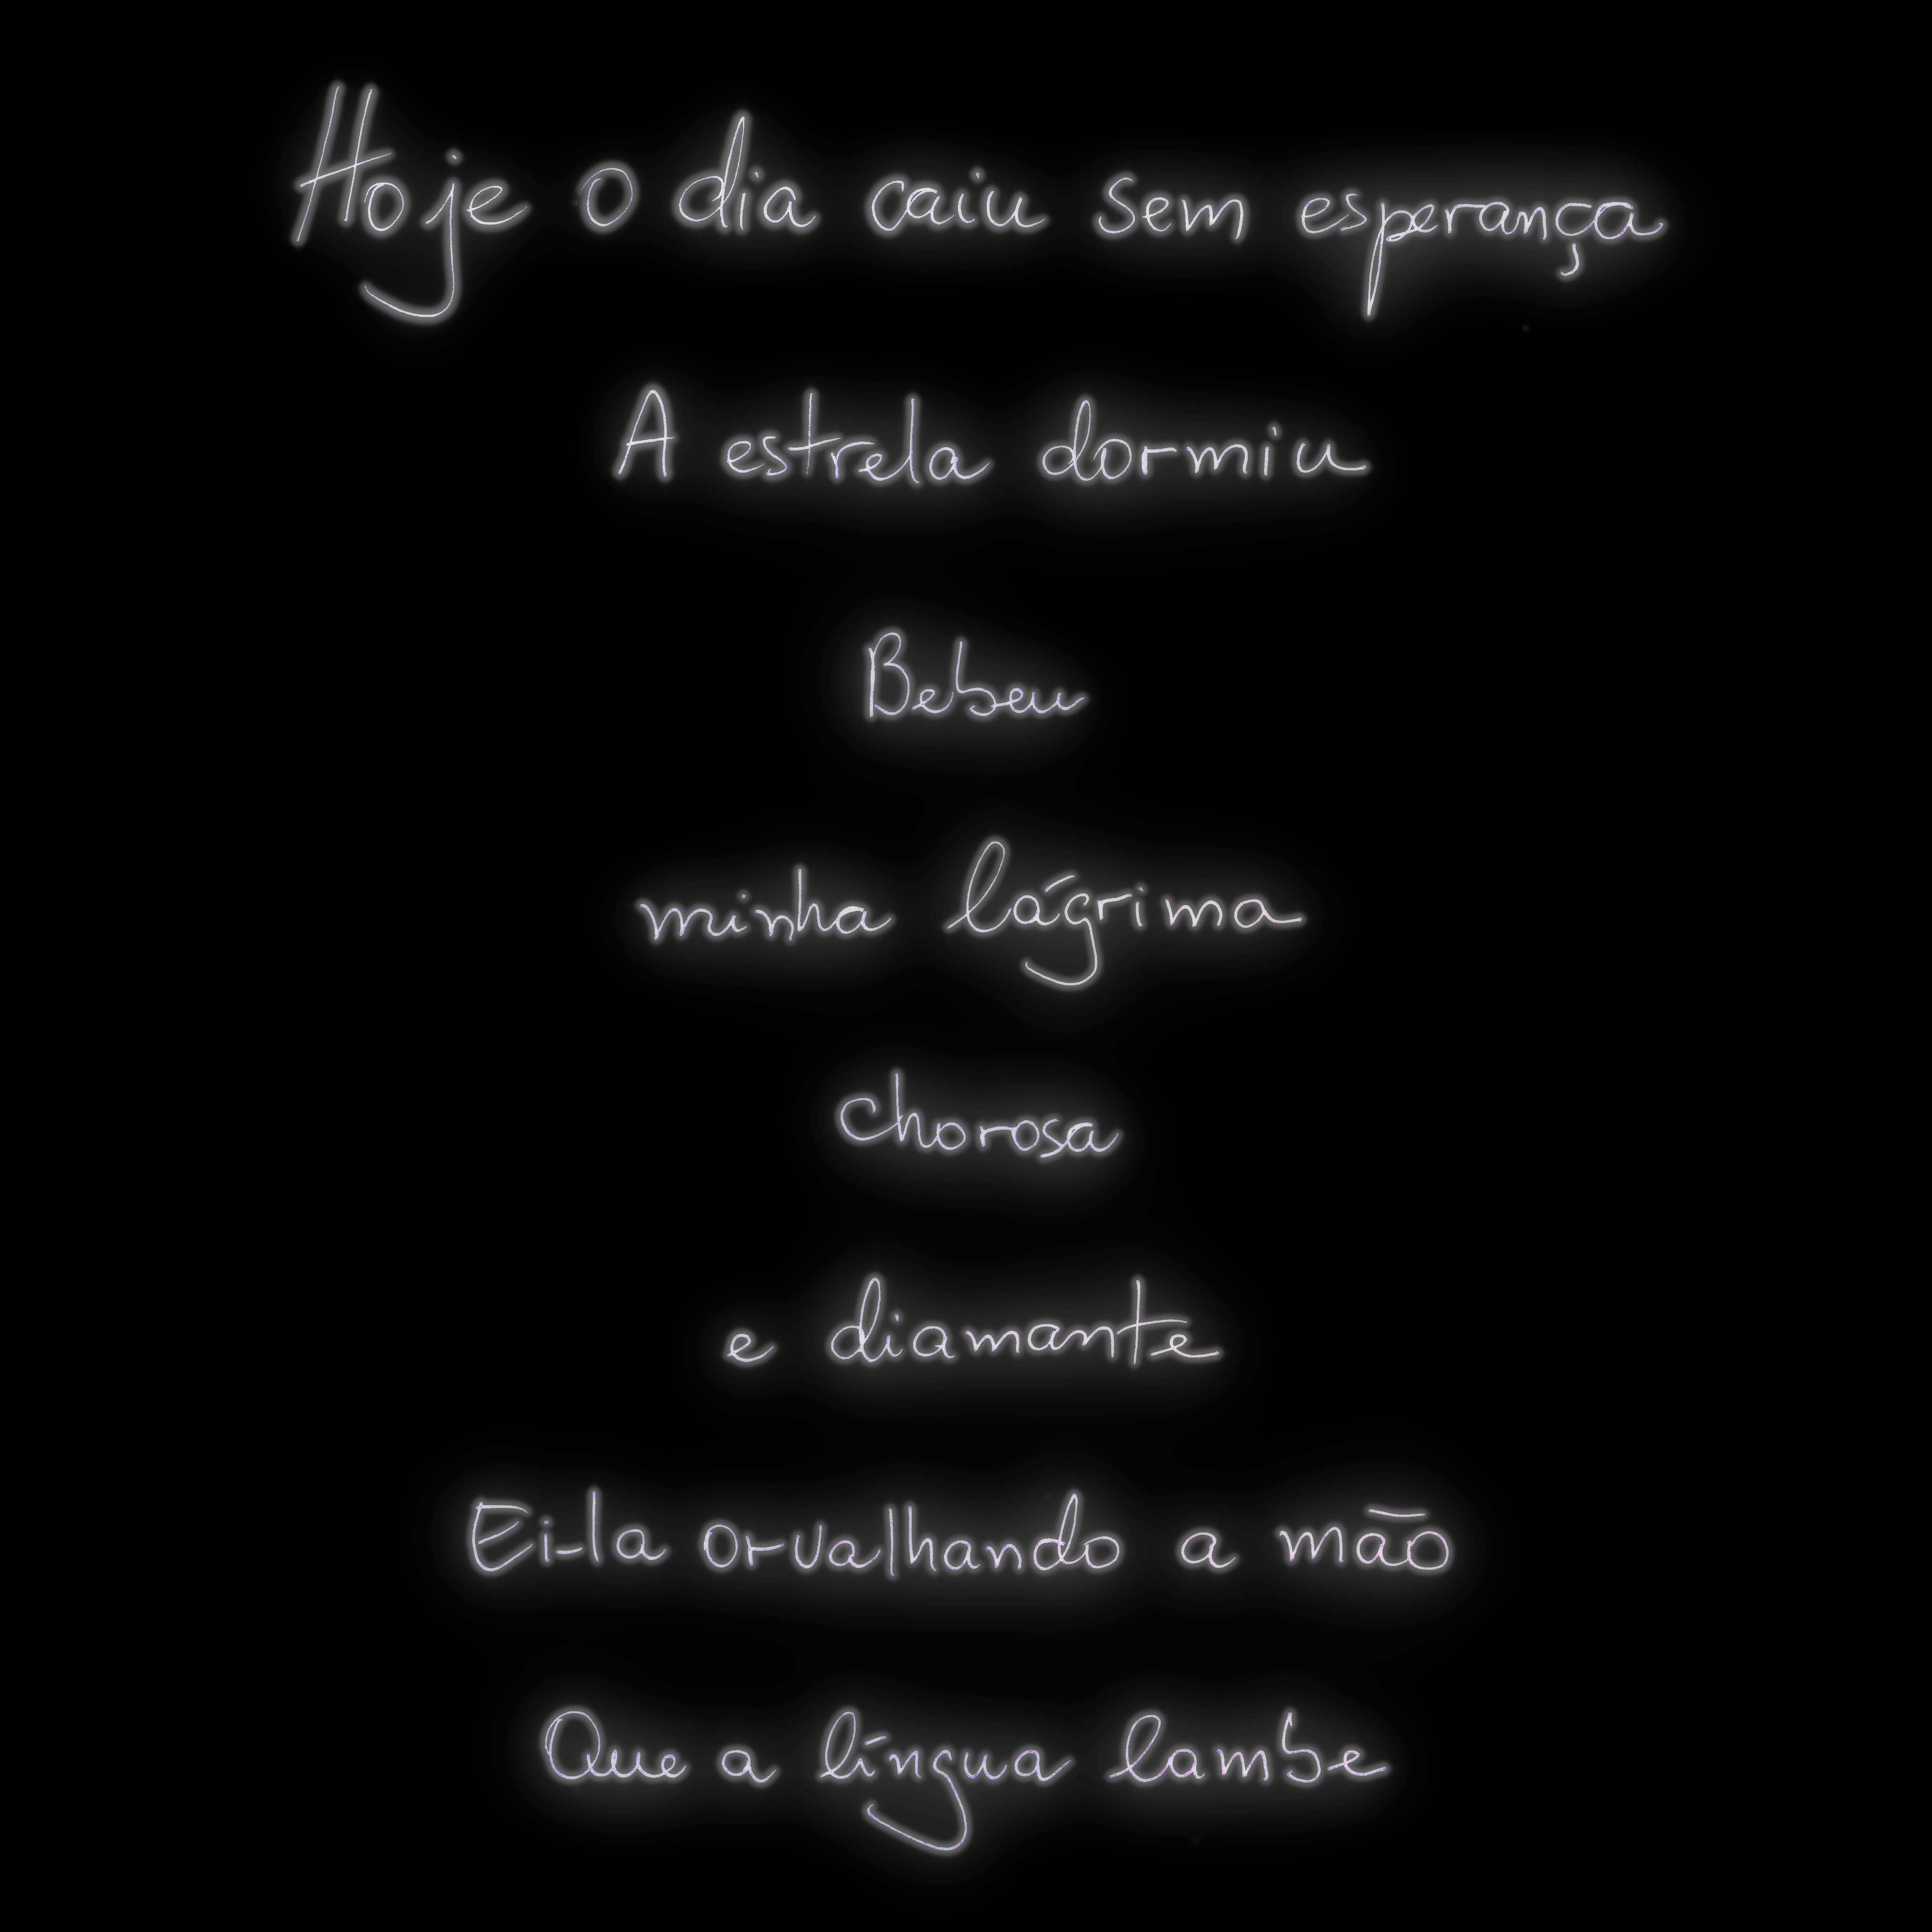 Hoje o dia caiu sem esperança
A estrela dormiu
Bebeu
minha lágrima
chorosa
e diamante
Ei-la orvalhando a mão
Que a língua lambe